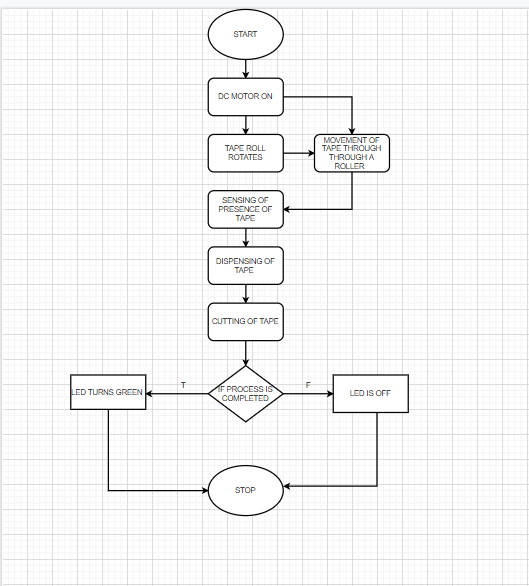 START
DC MOTOR ON
TAPE ROLL
ROTATES
MOVEMENT OF
TAPE THROUGH
THROUGH A
ROLLER
SENSING OF
PRESENCE OF
TAPE
DISPENSING OF
TAPE
CUTTING OF TAPE
T
F
LED TURNS GREEN
IF PROCESS IS
COMPLETED
LED IS OFF
STOP